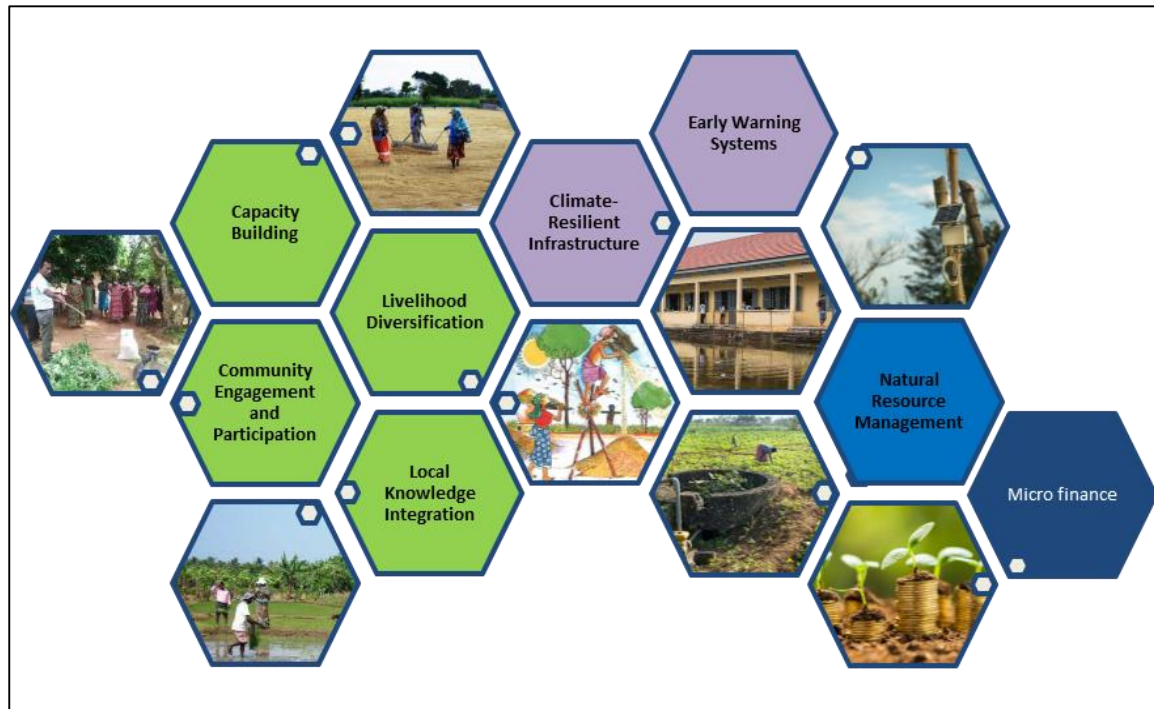 Early Warning
Systems
Capacity
Building
Climate-
Resilient
Infrastructure
Livelihood
Diversification
Community
Engagement
and
Participation
Natural
Resource
Management
Local
Knowledge
Integration
Micro finance